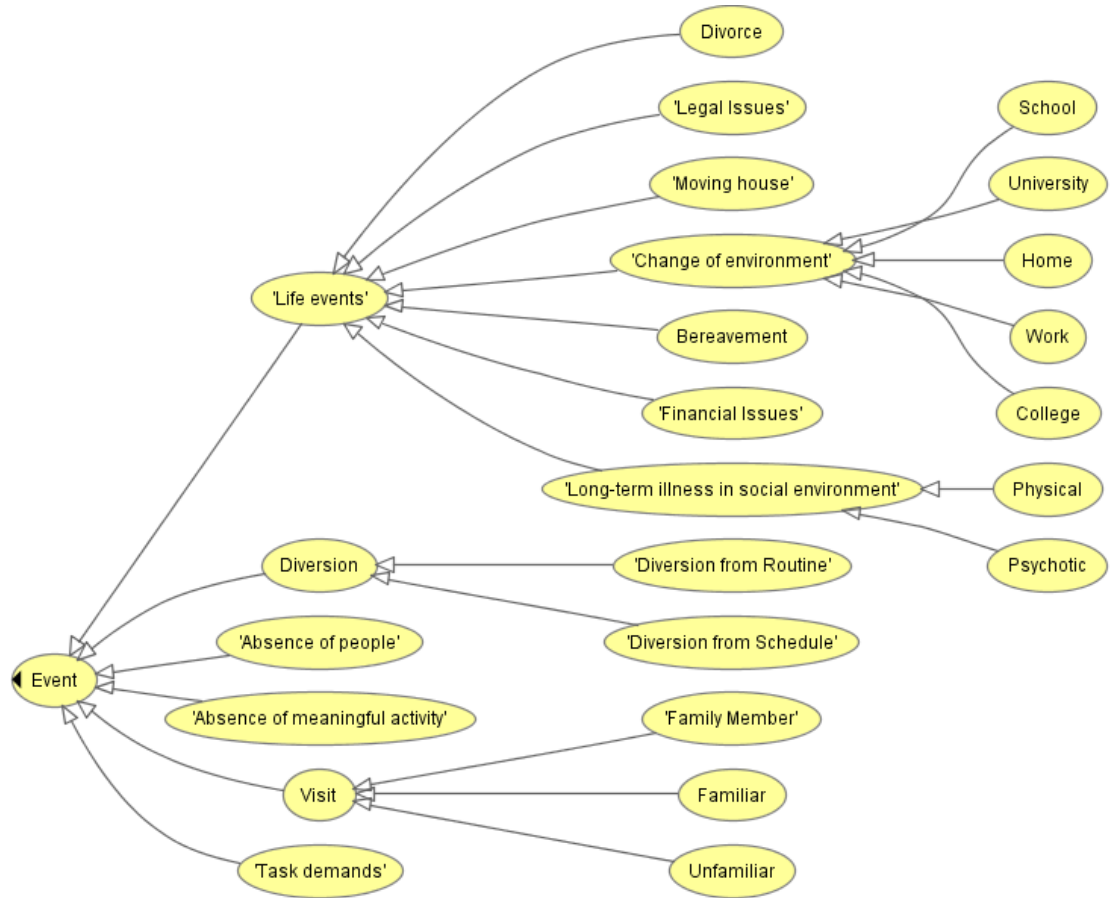 Divorce
'Legal Issues'
School
'Moving house'
University
'Change of environment'
Home
'Life events'
Bereavement
Work
'Financial Issues'
College
'Long-term illness in social environment'
Physical
Diversion
'Diversion from Routine'
Psychotic
'Absence of people'
'Diversion from Schedule'
Event
'Absence of meaningful activity'
'Family Member'
Visit
Familiar
'Task demands'
Unfamiliar